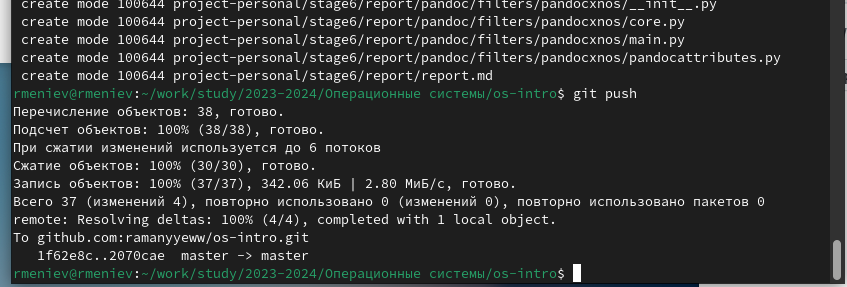 create mode 100644 project-personal/stage6/report/pandoc/filters/pandocxnos/__init__.py
create mode 100644 project-personal/stage6/report/pandoc/filters/pandocxnos/core.py
create mode 100644 project-personal/stage6/report/pandoc/filters/pandocxnos/main.py
create mode 100644 project-personal/stage6/report/pandoc/filters/pandocxnos/pandocattributes.py
create mode 100644 project-personal/stage6/report/report.md
rmeniev@rmeniev:~/work/study/2023-2024/Операционные системы/os-intro$ git push
Перечисление объектов: 38, готово.
Подсчет объектов: 100% (38/38), готово.
При сжатии изменений используется до 6 потоков
Сжатие объектов: 100% (30/30), готово.
Запись объектов: 100% (37/37), 342.06 КиБ | 2.80 МиБ/с, готово.
Всего 37 (изменений 4), повторно использовано 0 (изменений 0), повторно использовано пакетов 0
remote: Resolving deltas: 100% (4/4), completed with 1 local object.
To github.com:ramanyyeww/os-intro.git
1f62e8c..2070cae  master -> master
rmeniev@rmeniev:~/work/study/2023-2024/Операционные системы/os-intro$